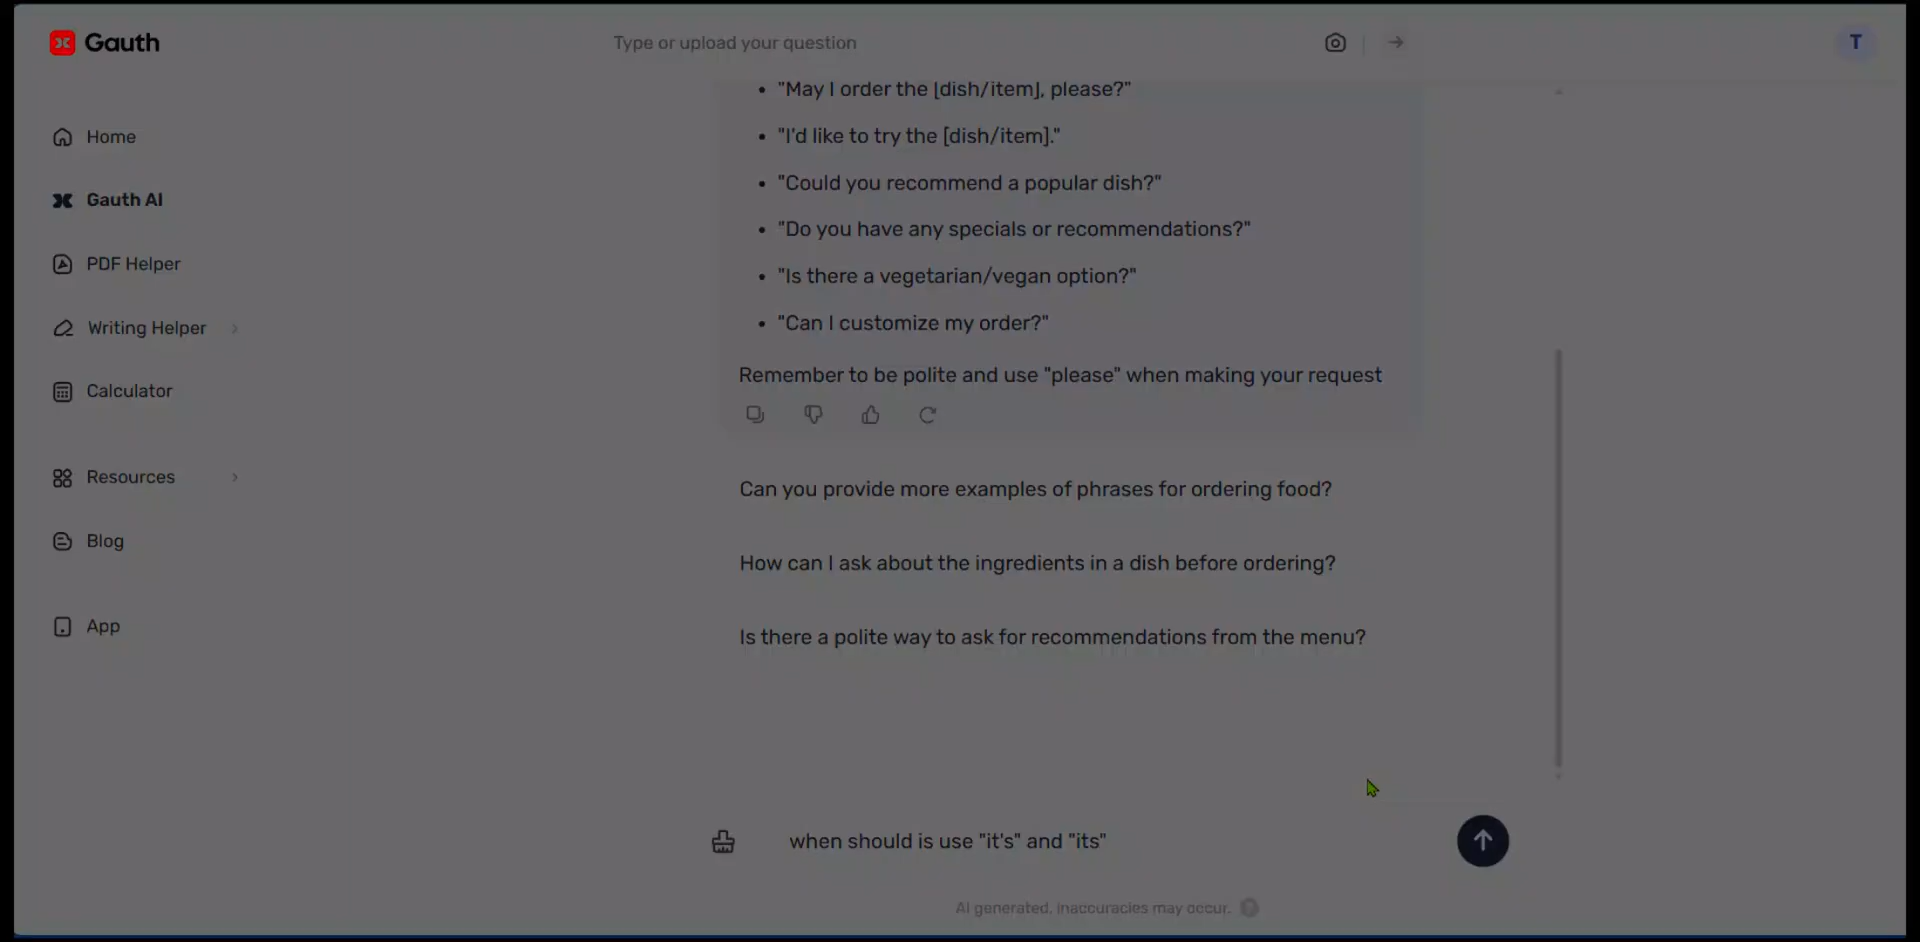 Gauth
Type or upload your question
T
Home
Gauth AI
PDF Helper
Writing Helper
Calculator
Resources
Blog
App
• "May I order the [dish/item], please?"
• "I'd like to try the [dish/item]."
• "Could you recommend a popular dish?"
• "Do you have any specials or recommendations?"
• "Is there a vegetarian/vegan option?"
• "Can I customize my order?"
Remember to be polite and use "please" when making your request
Can you provide more examples of phrases for ordering food?
How can I ask about the ingredients in a dish before ordering?
Is there a polite way to ask for recommendations from the menu?
when should is use "it's" and "its"
AI generated, inaccuracies may occur. ?